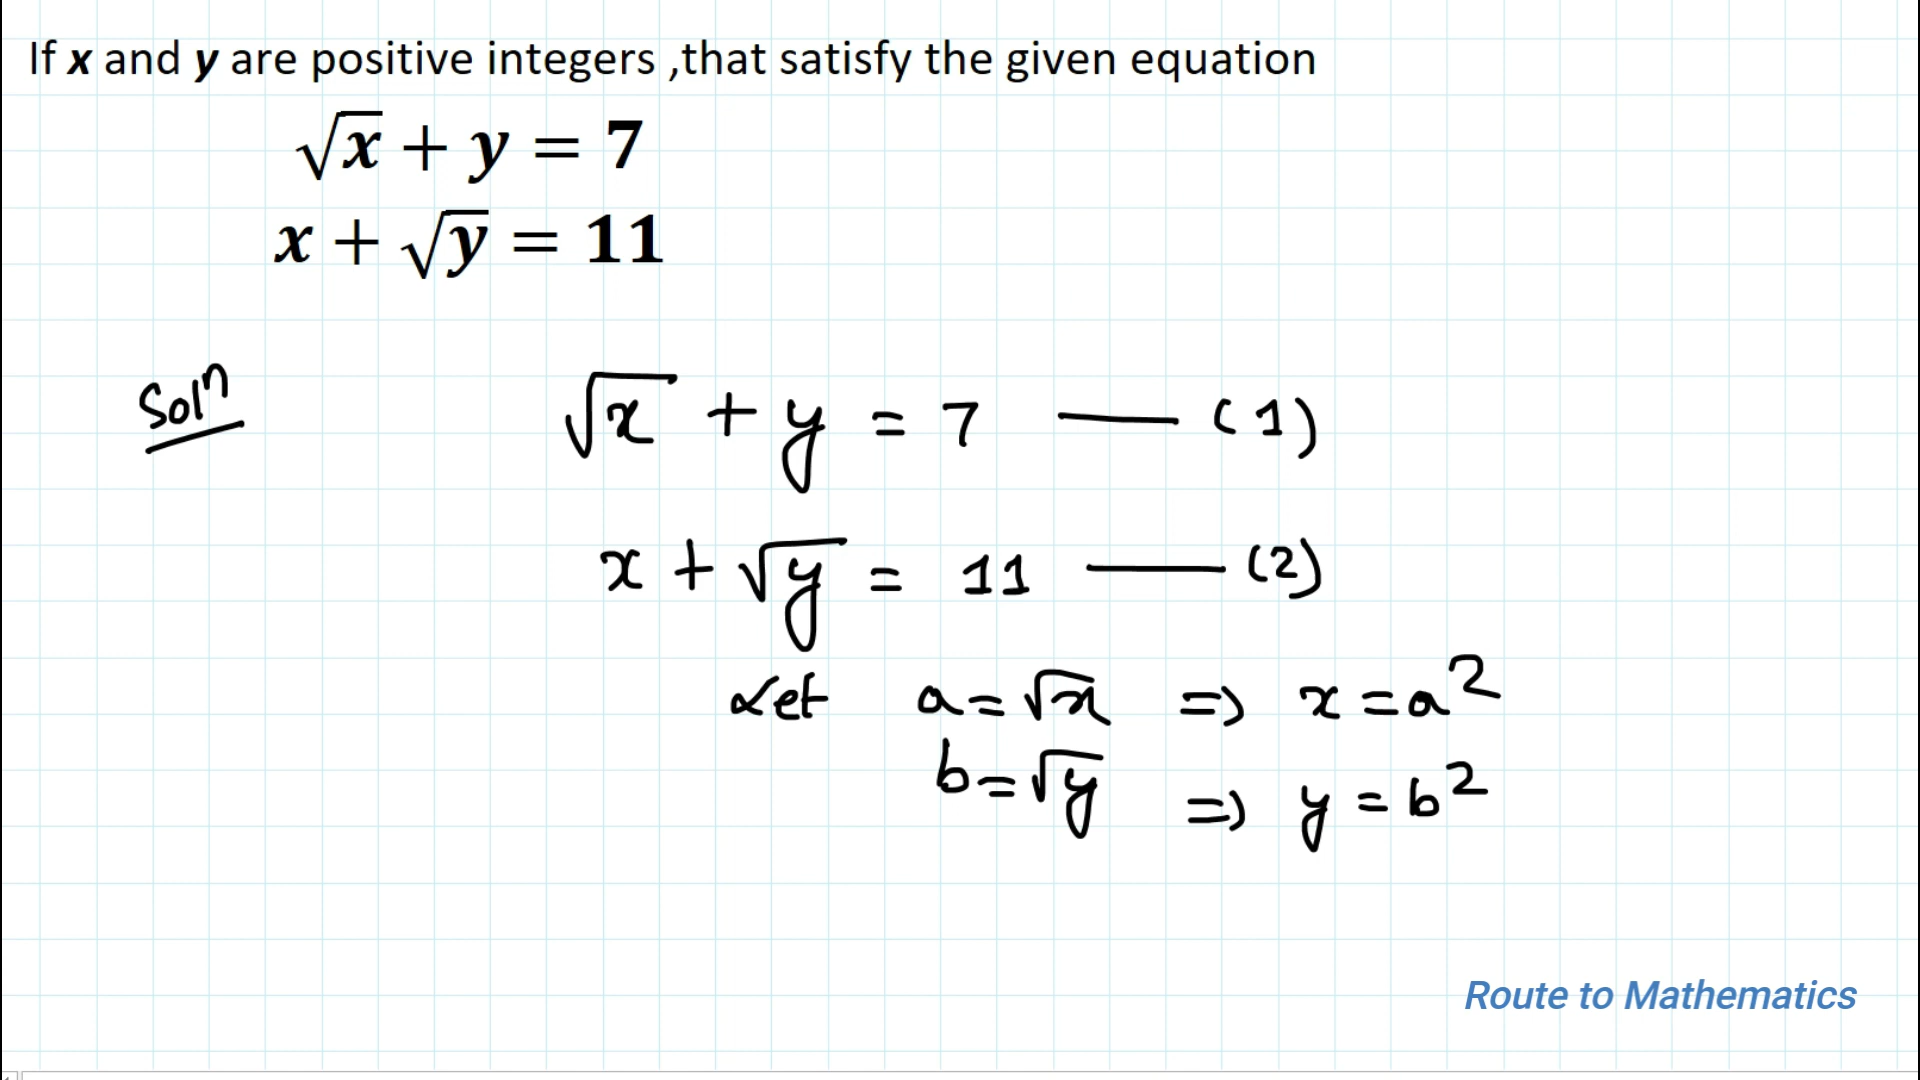 If x and y are positive integers ,that satisfy the given equation
√x + y = 7
x + √y = 11
Solⁿ
√x + y = 7 — (1)
x + √y = 11 — (2)
Let a = √x => x = a²
b = √y => y = b²
Route to Mathematics